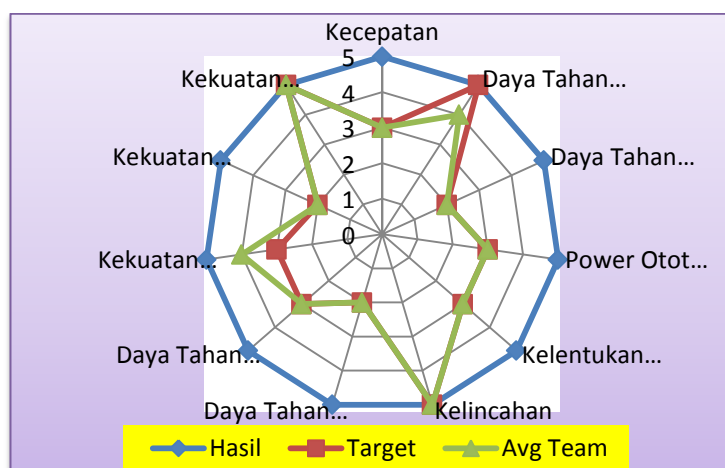 Kecepatan
Daya Tahan...
Daya Tahan...
Power Otot...
Kelentukan...
Kelincahan
Daya Tahan...
Daya Tahan...
Kekuatan...
Kekuatan...
Kekuatan...
5
4
3
2
1
0
Hasil Target Avg Team